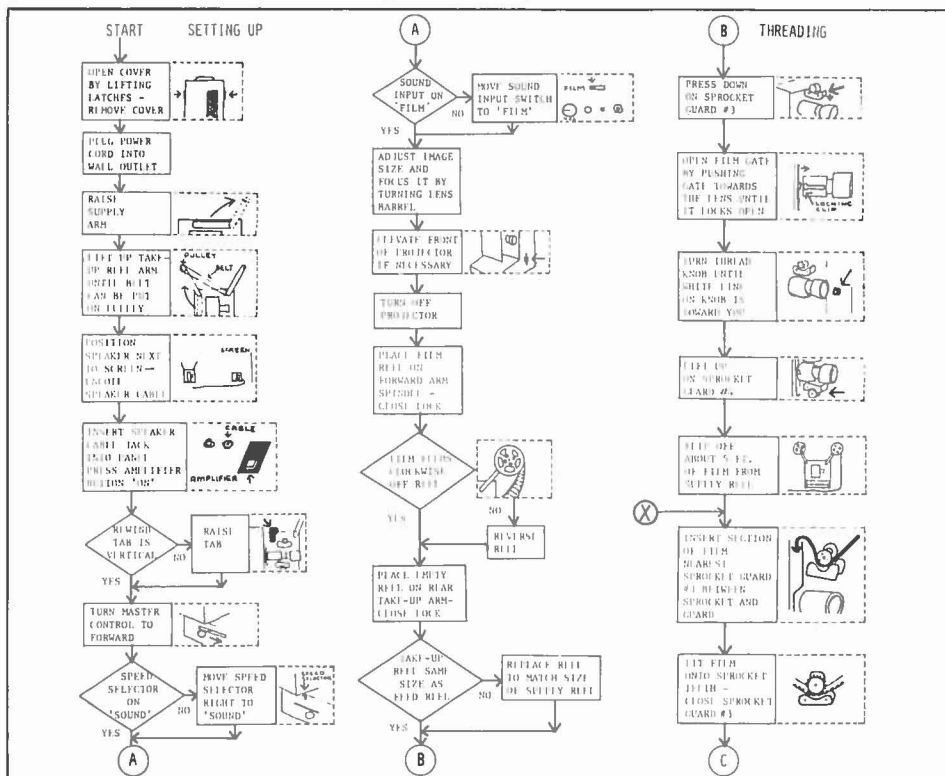 START SETTING UP
OPEN COVER
BY LIFTING
LATCHES -
REMOVE COVER
PLUG POWER
CORD INTO
WALL OUTLET
RAISE
SUPPLY
ARM
LIFT UP TAKE-
UP REEL ARM
UNTIL BELT
CAN BE PUT
ON PULLEY
PULLEY
BELT
POSITION
SPEAKER NEXT
TO SCREEN—
UNCOIL
SPEAKER CABLE
SCREEN
INSERT SPEAKER
CABLE JACK
INTO PANEL
PRESS AMPLIFIER
BUTTON 'ON'
CABLE
AMPLIFIER
REWIND
TAB IS
VERTICAL
NO
RAISE
TAB
YES
TURN MASTER
CONTROL TO
FORWARD
SPEED
SELECTOR
ON
'SOUND'
NO
MOVE SPEED
SELECTOR
RIGHT TO
'SOUND'
SPEED
SELECTOR
YES
A
A
SOUND
INPUT ON
'FILM'
NO
MOVE SOUND
INPUT SWITCH
TO 'FILM'
FILM
YES
ADJUST IMAGE
SIZE AND
FOCUS IT BY
TURNING LENS
BARREL
ELEVATE FRONT
OF PROJECTOR
IF NECESSARY
TURN OFF
PROJECTOR
PLACE FILM
REEL ON
FORWARD ARM
SPINDLE -
CLOSE LOCK
FILM FEEDS
CLOCKWISE
OFF REEL
NO
YES
REVERSE
REEL
PLACE EMPTY
REEL ON REAR
TAKE-UP ARM-
CLOSE LOCK
TAKE-UP
REEL SAME
SIZE AS
FEED REEL
NO
REPLACE REEL
TO MATCH SIZE
OF SUPPLY REEL
YES
B
B THREADING
PRESS DOWN
ON SPROCKET
GUARD #3
OPEN FILM GATE
BY PUSHING
GATE TOWARDS
THE LENS UNTIL
IT LOCKS OPEN
LOCKING
CLIP
TURN THREAD
KNOB UNTIL
WHITE LINE
ON KNOB IS
TOWARD YOU
LIFT UP
ON SPROCKET
GUARD
ABOUT 5 FT.
OF FILM FROM
SUPPLY REEL
X
INSERT SECTION
OF FILM
NEAREST
SPROCKET GUARD
BETWEEN
SPROCKET AND
GUARD
FIT FILM
ONTO SPROCKET
TEETH -
CLOSE SPROCKET
GUARD #3
C